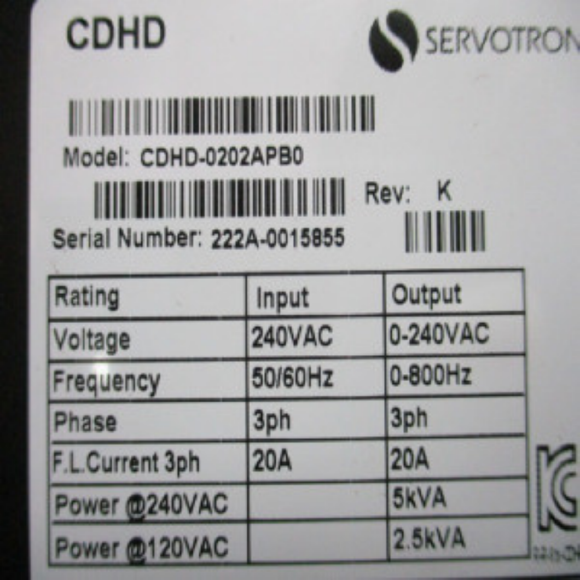 CDHD
SERVOTRON
Model: CDHD-0202APB0
Rev: K
Serial Number: 222A-0015855
Rating Input Output
Voltage 240VAC 0-240VAC
Frequency 50/60Hz 0-800Hz
Phase 3ph 3ph
F.L.Current 3ph 20A 20A
Power @240VAC 5kVA
Power @120VAC 2.5kVA